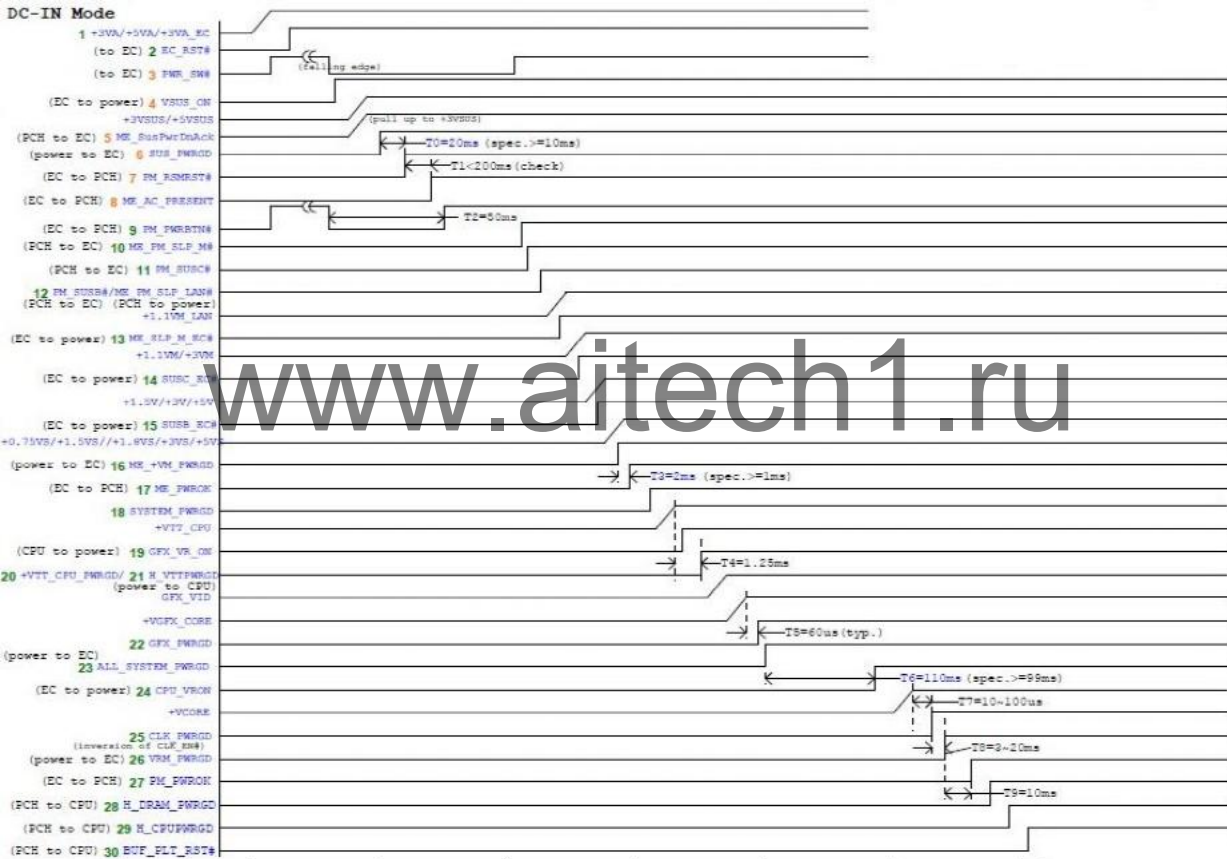 DC-IN Mode
1 +3VA/+5VA/+3VA_EC
(to EC) 2 EC_RST#
(to EC) 3 PWR_SW#
(falling edge)
(EC to power) 4 VSUS_ON
+3VSUS/+5VSUS
(pull up to +3VSUS)
(PCH to EC) 5 ME_SusPwrDnAck
(power to EC) 6 SUS_PWRGD
T0=20ms (spec.>=10ms)
T1<200ms(check)
(EC to PCH) 7 PM_RSMRST#
(EC to PCH) 8 ME_AC_PRESENT
T2=50ms
(EC to PCH) 9 PM_PWRBTN#
(PCH to EC) 10 ME_PM_SLP_M#
(PCH to EC) 11 PM_SUSC#
12 PM_SUSB#/ME_PM_SLP_LAN#
(PCH to EC) (PCH to power)
+1.1VM_LAN
(EC to power) 13 ME_SLP_M_EC#
+1.1VM/+3VM
(EC to power) 14 SUSC_EC#
+1.5V/+3V/+5V
www.aitech1.ru
(EC to power) 15 SUSB_EC#
+0.75VS/+1.5VS//+1.8VS/+3VS/+5VS
(power to EC) 16 ME_+VM_PWRGD
T3=2ms (spec.>=1ms)
(EC to PCH) 17 ME_PWROK
18 SYSTEM_PWRGD
+VTT_CPU
(CPU to power) 19 GFX_VR_ON
T4=1.25ms
20 +VTT_CPU_PWRGD/ 21 H_VTTPWRGD
(power to CPU)
GFX_VID
+VGFX_CORE
T5=60us(typ.)
22 GFX_PWRGD
(power to EC)
23 ALL_SYSTEM_PWRGD
T6=110ms (spec.>=99ms)
(EC to power) 24 CPU_VRON
T7=10~100us
+VCORE
25 CLK_PWRGD
(inversion of CLK_EN#)
T8=3~20ms
(power to EC) 26 VRM_PWRGD
(EC to PCH) 27 PM_PWROK
T9=10ms
(PCH to CPU) 28 H_DRAM_PWRGD
(PCH to CPU) 29 H_CPUPWRGD
(PCH to CPU) 30 BUF_PLT_RST#